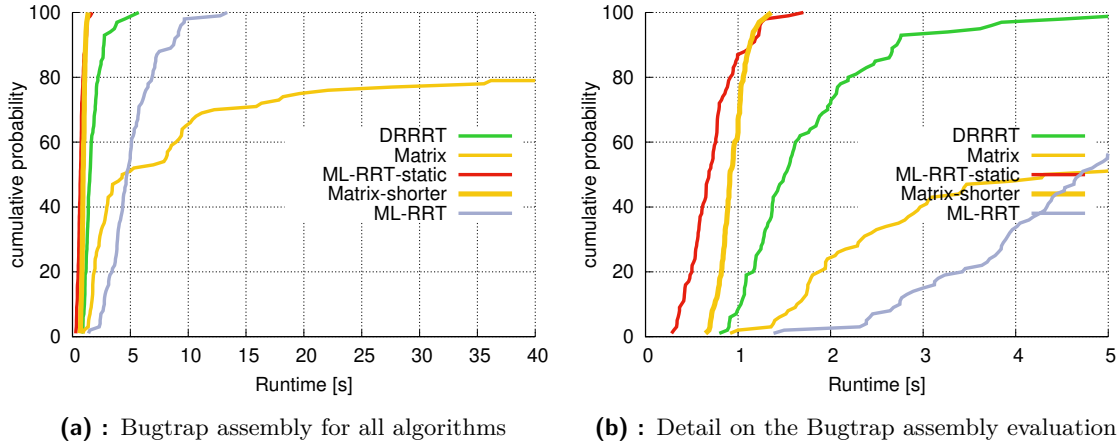 100
80
60
40
20
0
cumulative probability
0 5 10 15 20 25 30 35 40
Runtime [s]
DRRRT
Matrix
ML-RRT-static
Matrix-shorter
ML-RRT
(a) : Bugtrap assembly for all algorithms
100
80
60
40
20
0
cumulative probability
0 1 2 3 4 5
Runtime [s]
DRRRT
Matrix
ML-RRT-static
Matrix-shorter
ML-RRT
(b) : Detail on the Bugtrap assembly evaluation